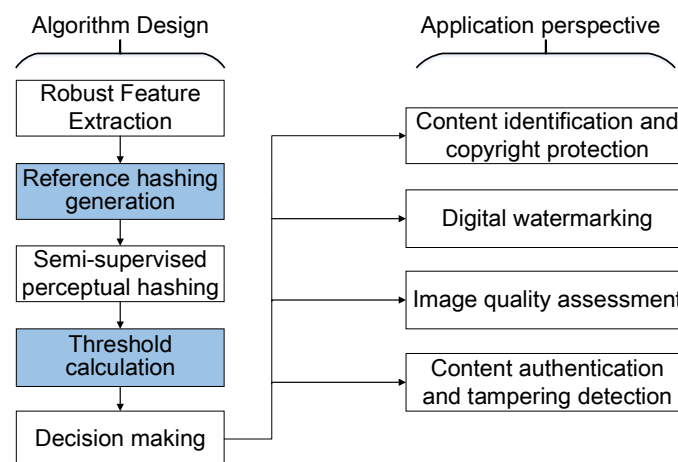 Algorithm Design
Robust Feature
Extraction
Reference hashing
generation
Semi-supervised
perceptual hashing
Threshold
calculation
Decision making
Application perspective
Content identification and
copyright protection
Digital watermarking
Image quality assessment
Content authentication
and tampering detection